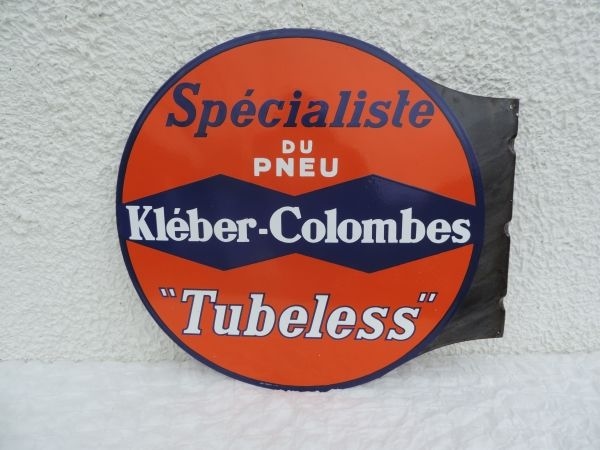 Spécialiste
DU
PNEU
Kléber-Colombes
"Tubeless"